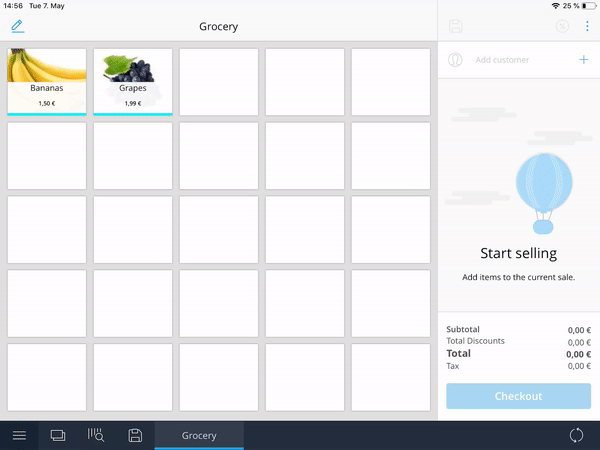 14:56 Tue 7. May
25 %
Grocery
Add customer
Bananas
1,50 €
Grapes
1,99 €
Start selling
Add items to the current sale.
Subtotal 0,00 €
Total Discounts 0,00 €
Total 0,00 €
Tax 0,00 €
Checkout
Grocery